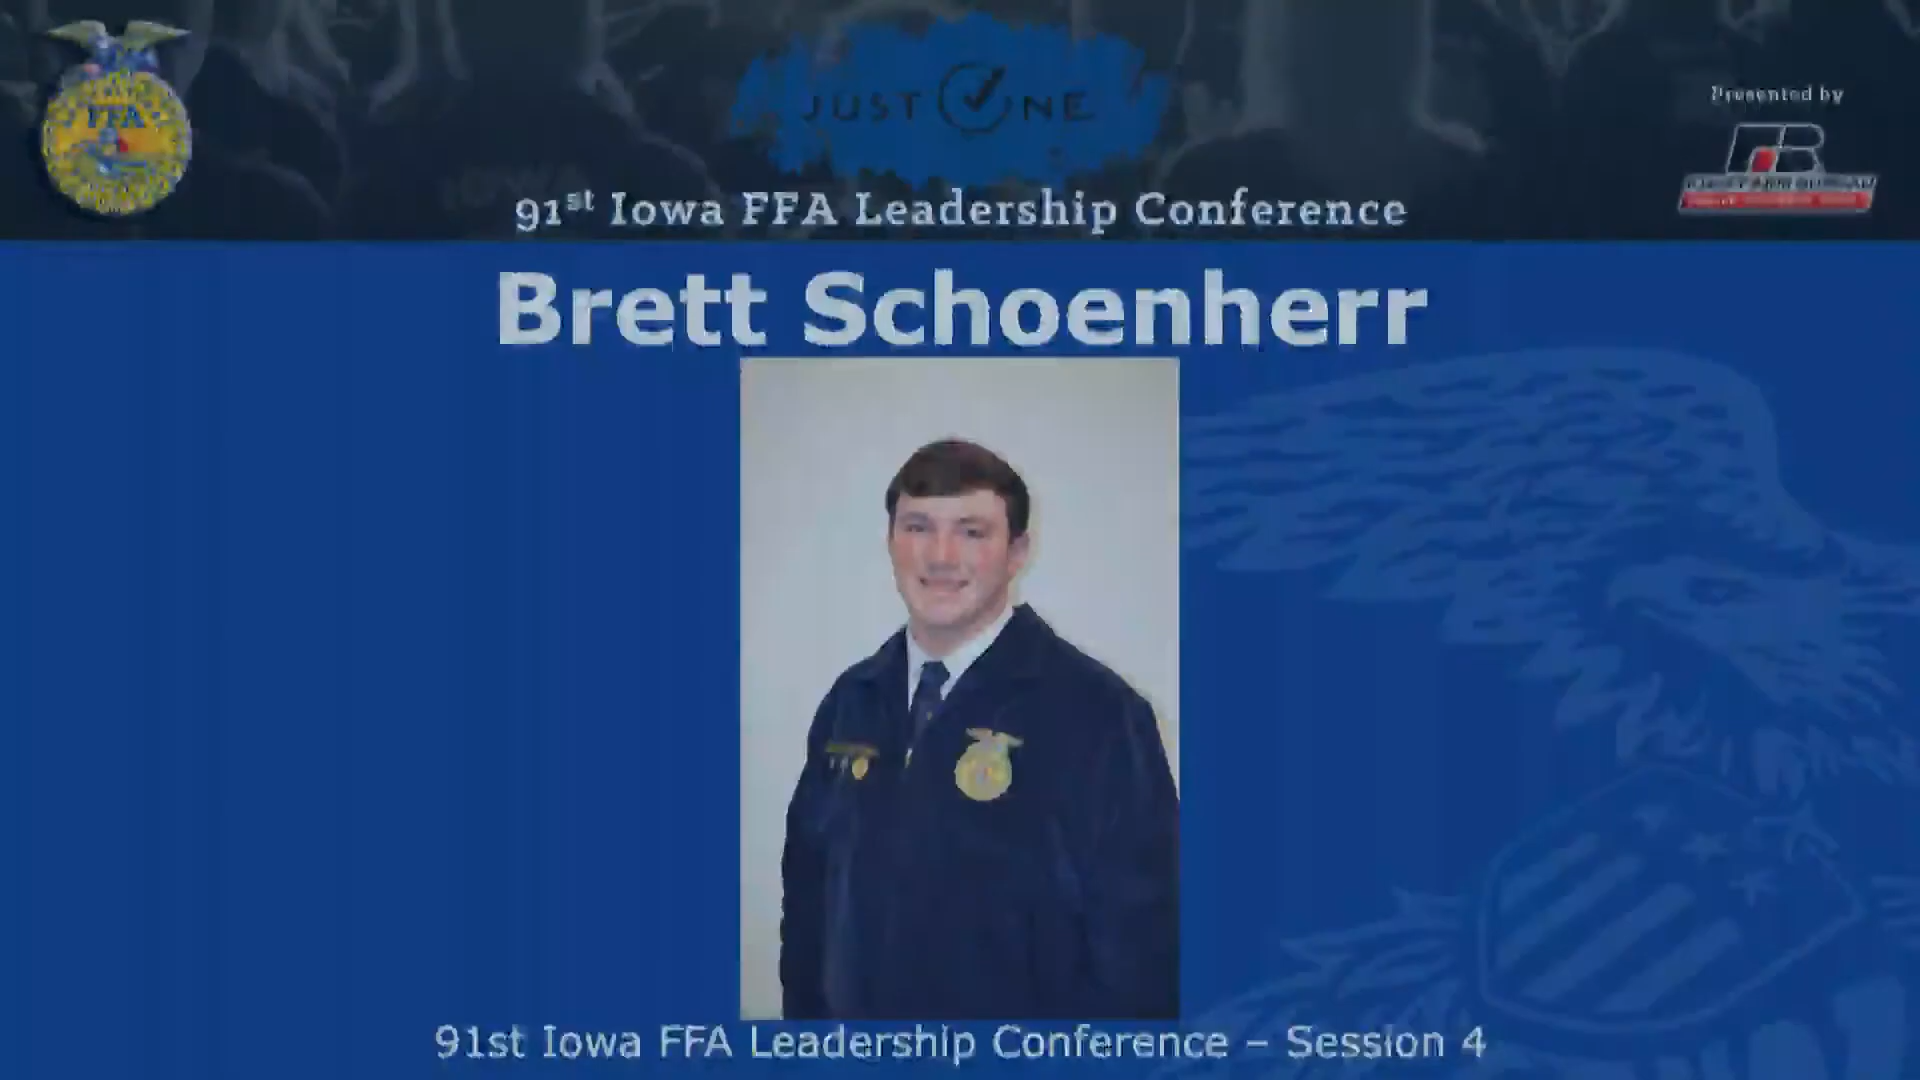 FFA
JUST ONE
Presented by
91st Iowa FFA Leadership Conference
Brett Schoenherr
91st Iowa FFA Leadership Conference – Session 4